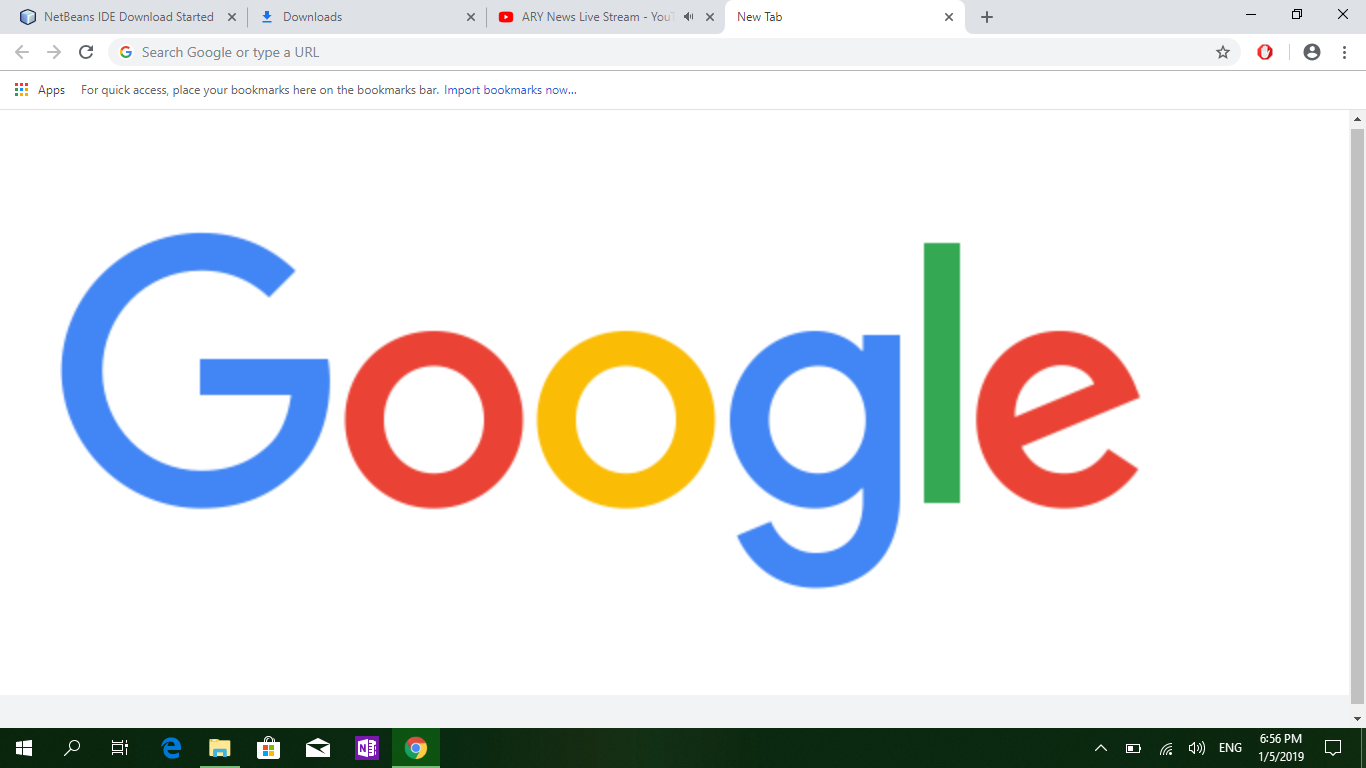 NetBeans IDE Download Started
Downloads
ARY News Live Stream - YouT
New Tab
Search Google or type a URL
Apps
For quick access, place your bookmarks here on the bookmarks bar. Import bookmarks now...
Google
ENG
6:56 PM
1/5/2019